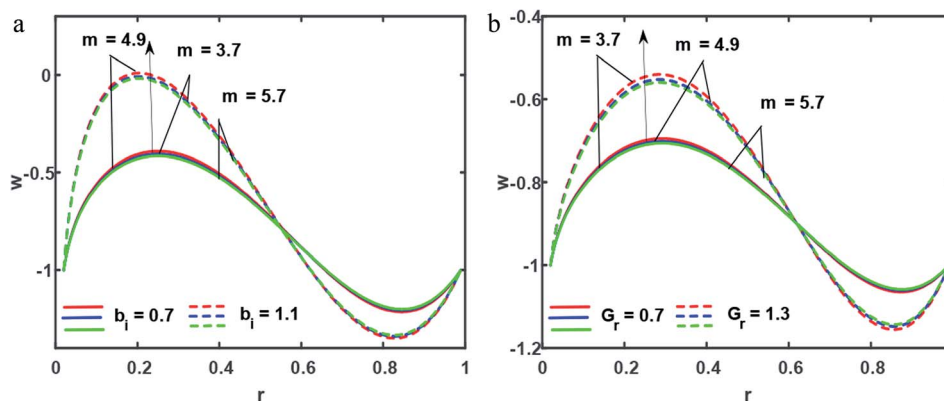 a
m = 4.9
m = 3.7
m = 5.7
0
-0.5
-1
w
b_i = 0.7
b_i = 1.1
0 0.2 0.4 0.6 0.8 1
r
b
m = 3.7
m = 4.9
m = 5.7
-0.4
-0.6
-0.8
-1
-1.2
w
G_r = 0.7
G_r = 1.3
0 0.2 0.4 0.6 0.8
r